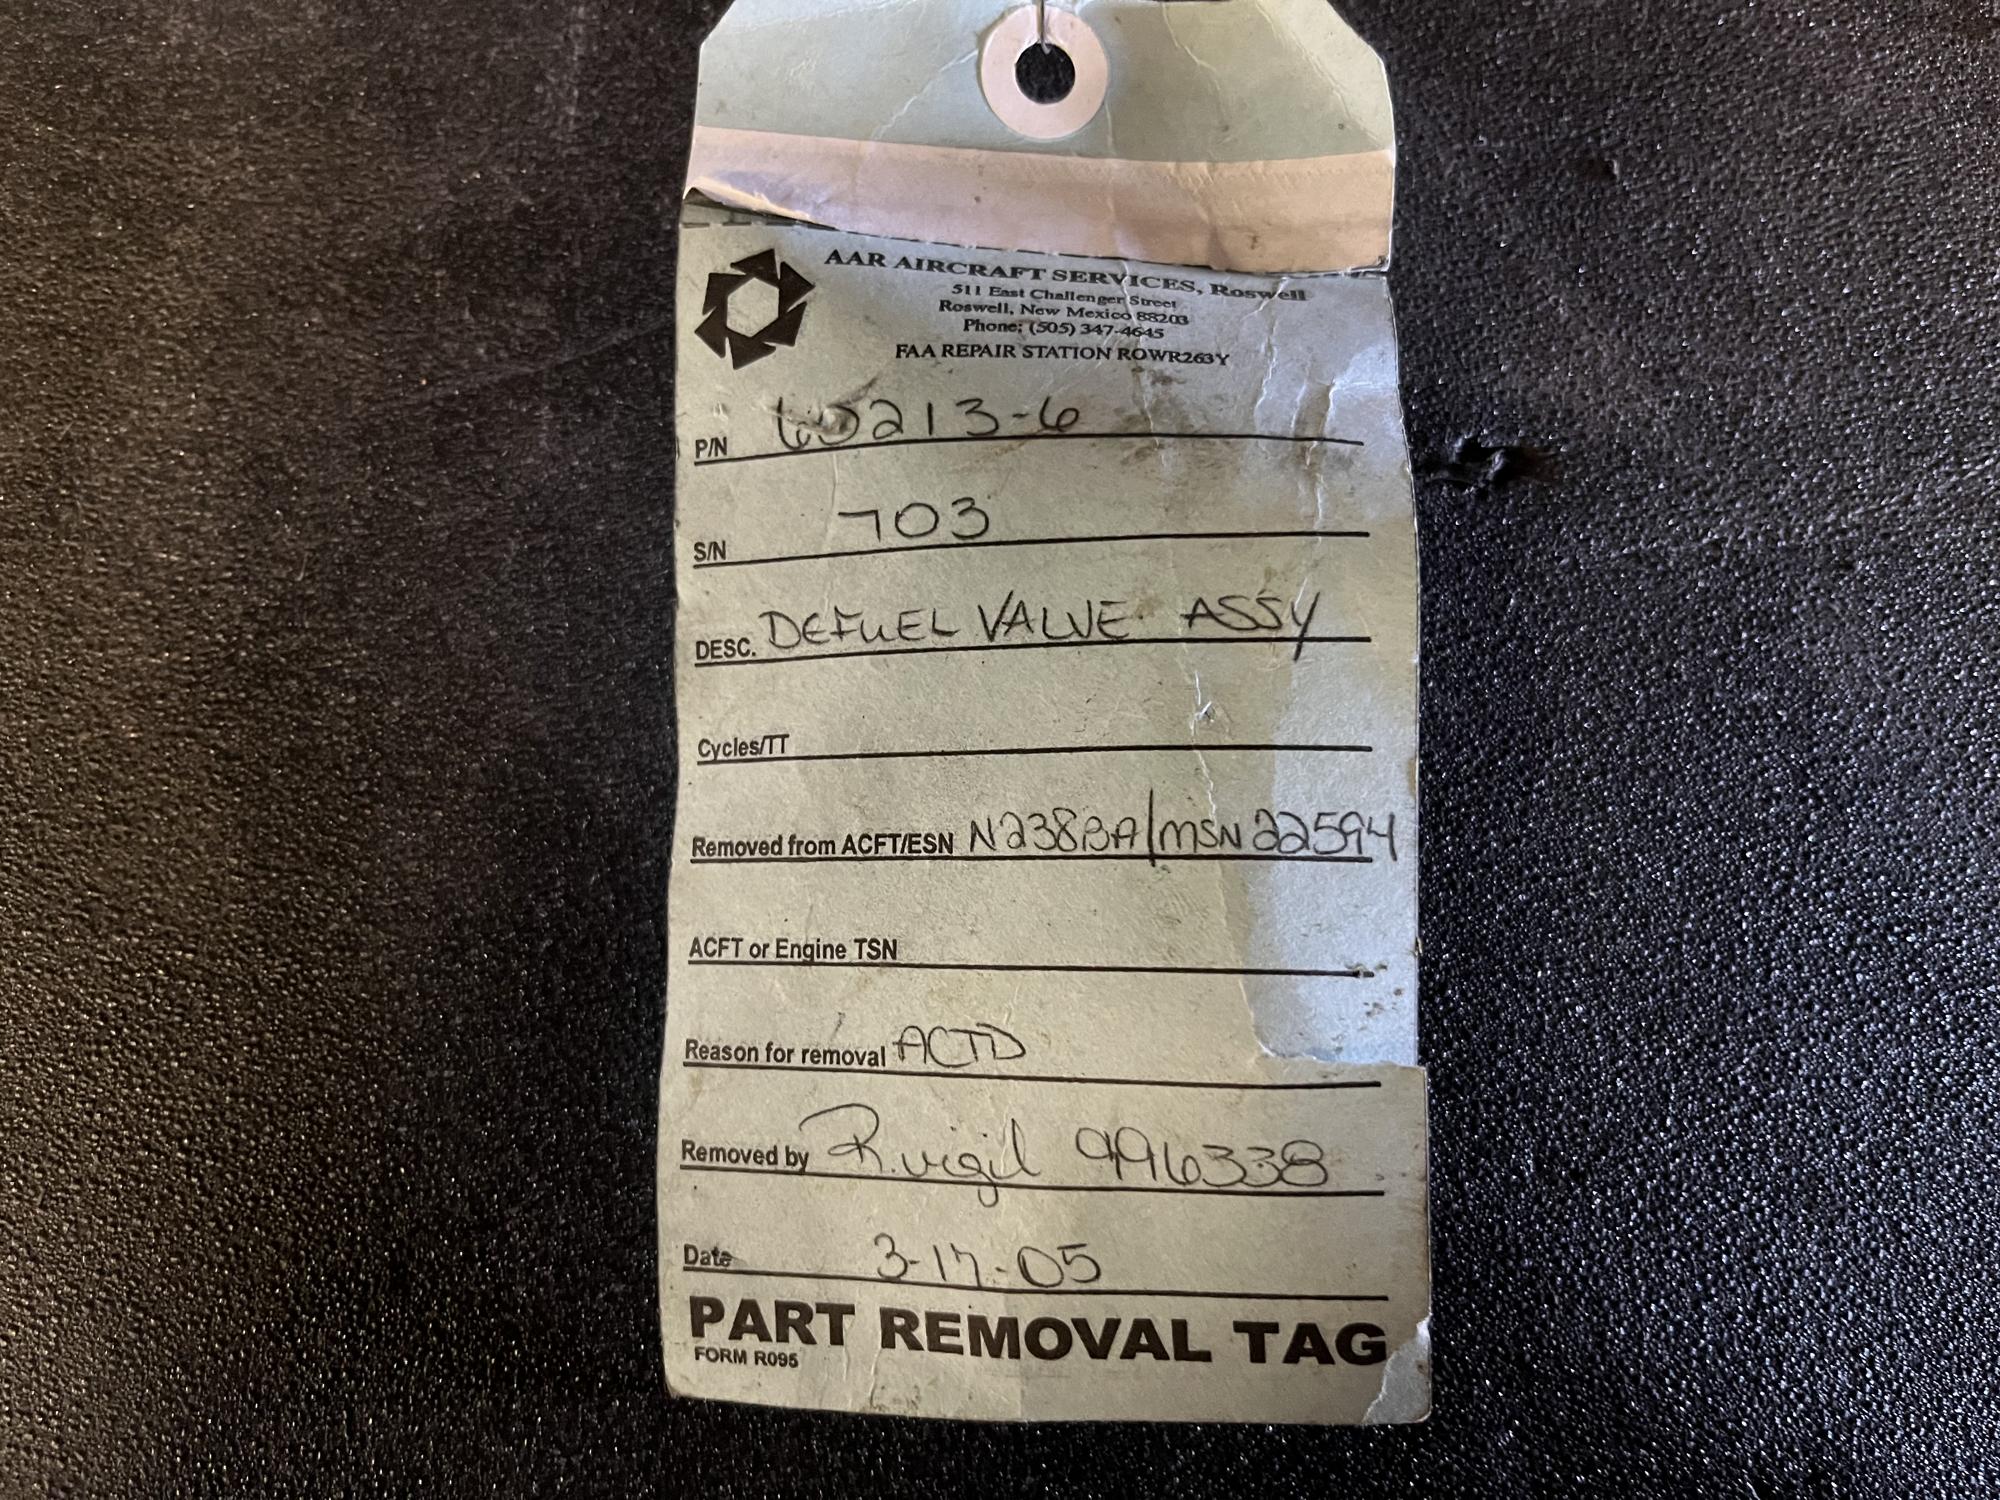 AAR AIRCRAFT SERVICES, Roswell
511 East Challenger Street
Roswell, New Mexico 88203
Phone: (505) 347-4645
FAA REPAIR STATION ROWR263Y
P/N 60213-6
S/N 703
DESC. DEFUEL VALVE ASSY
Cycles/TT
Removed from ACFT/ESN N238BA/MSN 22594
ACFT or Engine TSN
Reason for removal ACTD
Removed by R.vigil 996338
Date 3-17-05
PART REMOVAL TAG
FORM R095